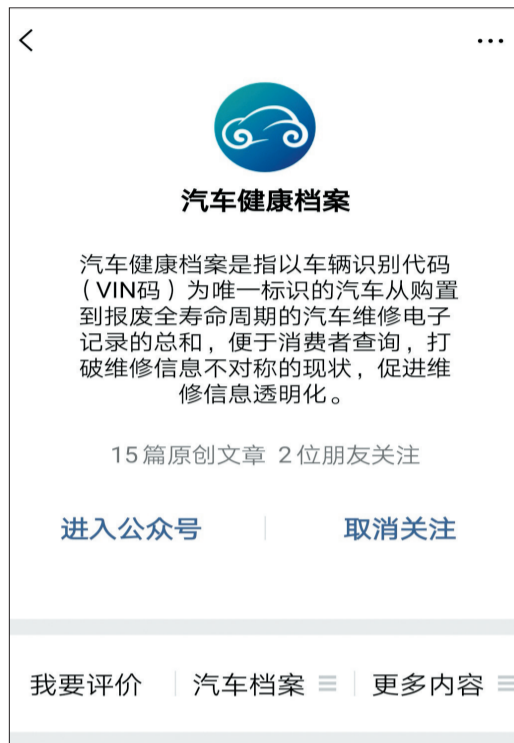 汽车健康档案
汽车健康档案是指以车辆识别代码
（VIN码）为唯一标识的汽车从购置
到报废全寿命周期的汽车维修电子
记录的总和，便于消费者查询，打
破维修信息不对称的现状，促进维
修信息透明化。
15篇原创文章 2位朋友关注
进入公众号 取消关注
我要评价 汽车档案 更多内容